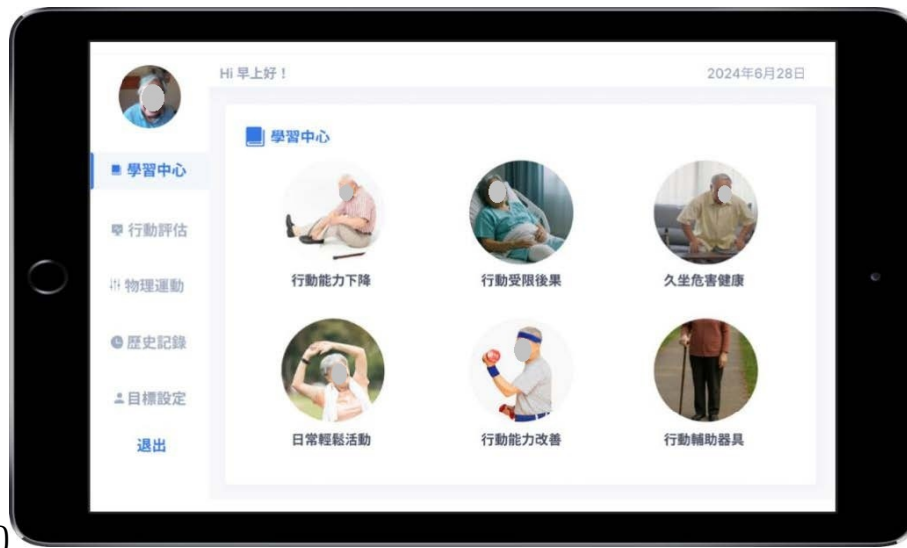 Hi 早上好！
2024年6月28日
學習中心
行動評估
物理運動
歷史記錄
目標設定
退出
學習中心
行動能力下降
行動受限後果
久坐危害健康
日常輕鬆活動
行動能力改善
行動輔助器具
)